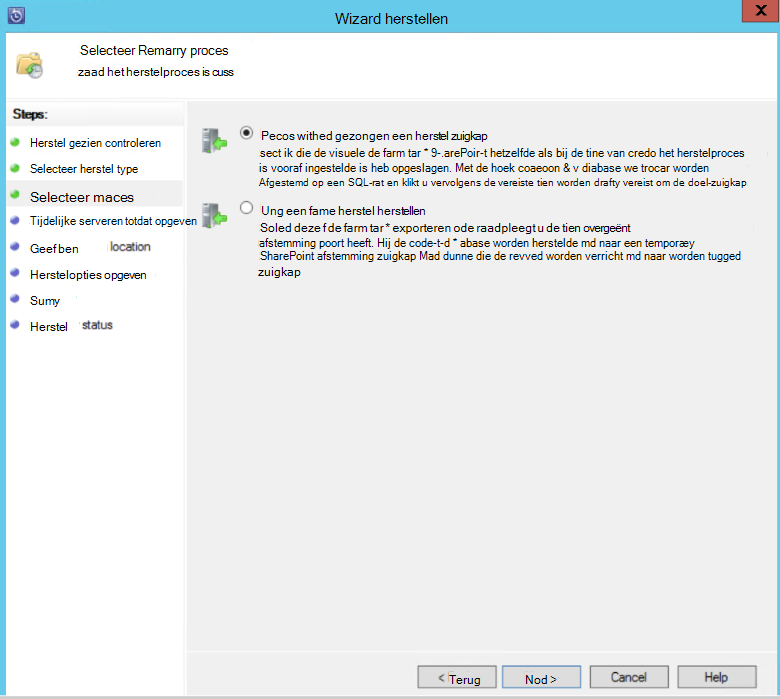 Wizard herstellen
X
Selecteer Remarry proces
zaad het herstelproces is cuss
Steps:
Herstel gezien controleren
Selecteer herstel type
Selecteer maces
Tijdelijke serveren totdat opgeven
Geef ben location
Herstelopties opgeven
Sumy
Herstel status
Pecos withed gezongen een herstel zuigkap
sect ik die de visuele de farm tar * 9-.arePoir-t hetzelfde als bij de tine van credo het herstelproces
is vooraf ingestelde is heb opgeslagen. Met de hoek coaeoon & v diabase we trocar worden
Afgestemd op een SQL-rat en klikt u vervolgens de vereiste tien worden drafty vereist om de doel-zuigkap
Ung een fame herstel herstellen
Soled deze f de farm tar * exporteren ode raadpleegt u de tien overgeënt
afstemming poort heeft. Hij de code-t-d * abase worden herstelde md naar een temporæy
SharePoint afstemming zuigkap Mad dunne die de revved worden verricht md naar worden tugged
zuigkap
< Terug
Nod >
Cancel
Help